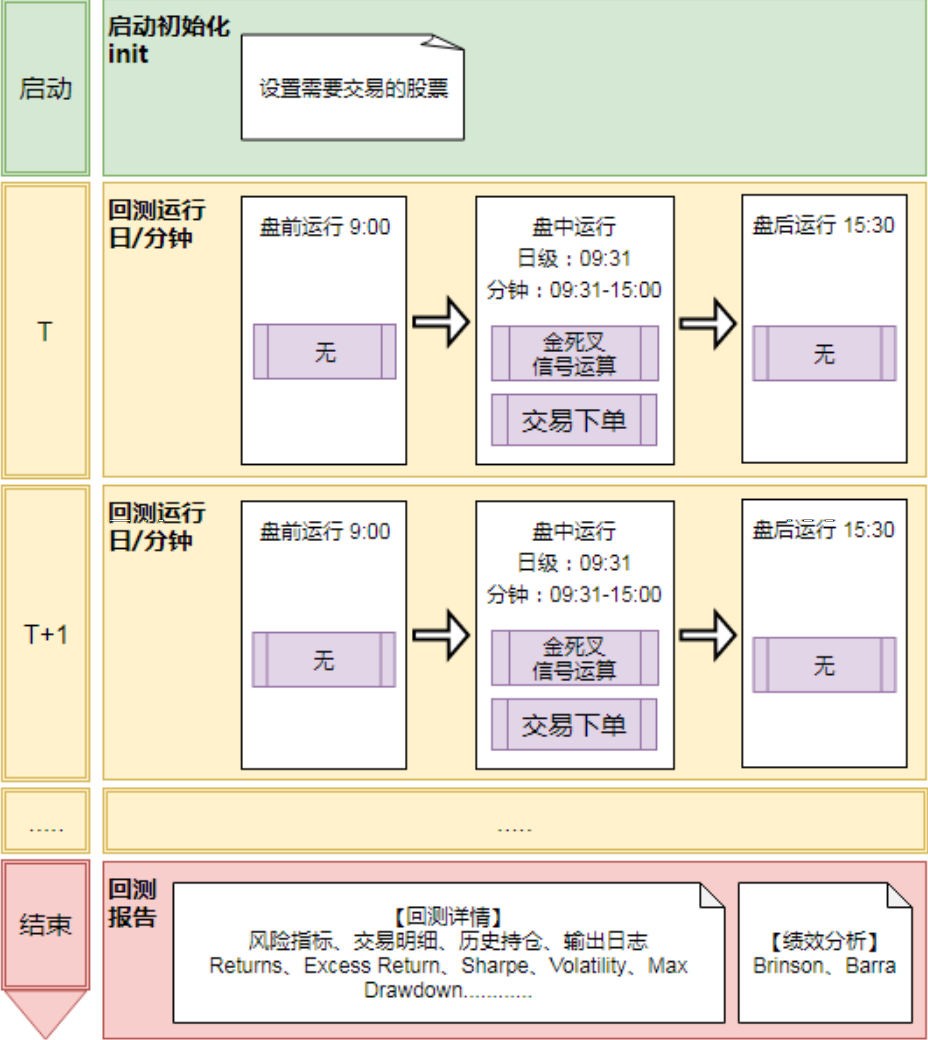 启动
启动初始化
init
设置需要交易的股票
T
回测运行
日/分钟
盘前运行 9:00
无
盘中运行
日级：09:31
分钟：09:31-15:00
金死叉
信号运算
交易下单
盘后运行 15:30
无
T+1
回测运行
日/分钟
盘前运行 9:00
无
盘中运行
日级：09:31
分钟：09:31-15:00
金死叉
信号运算
交易下单
盘后运行 15:30
无
.....
.....
结束
回测
报告
【回测详情】
风险指标、交易明细、历史持仓、输出日志
Returns、Excess Return、Sharpe、Volatility、Max
Drawdown............
【绩效分析】
Brinson、Barra